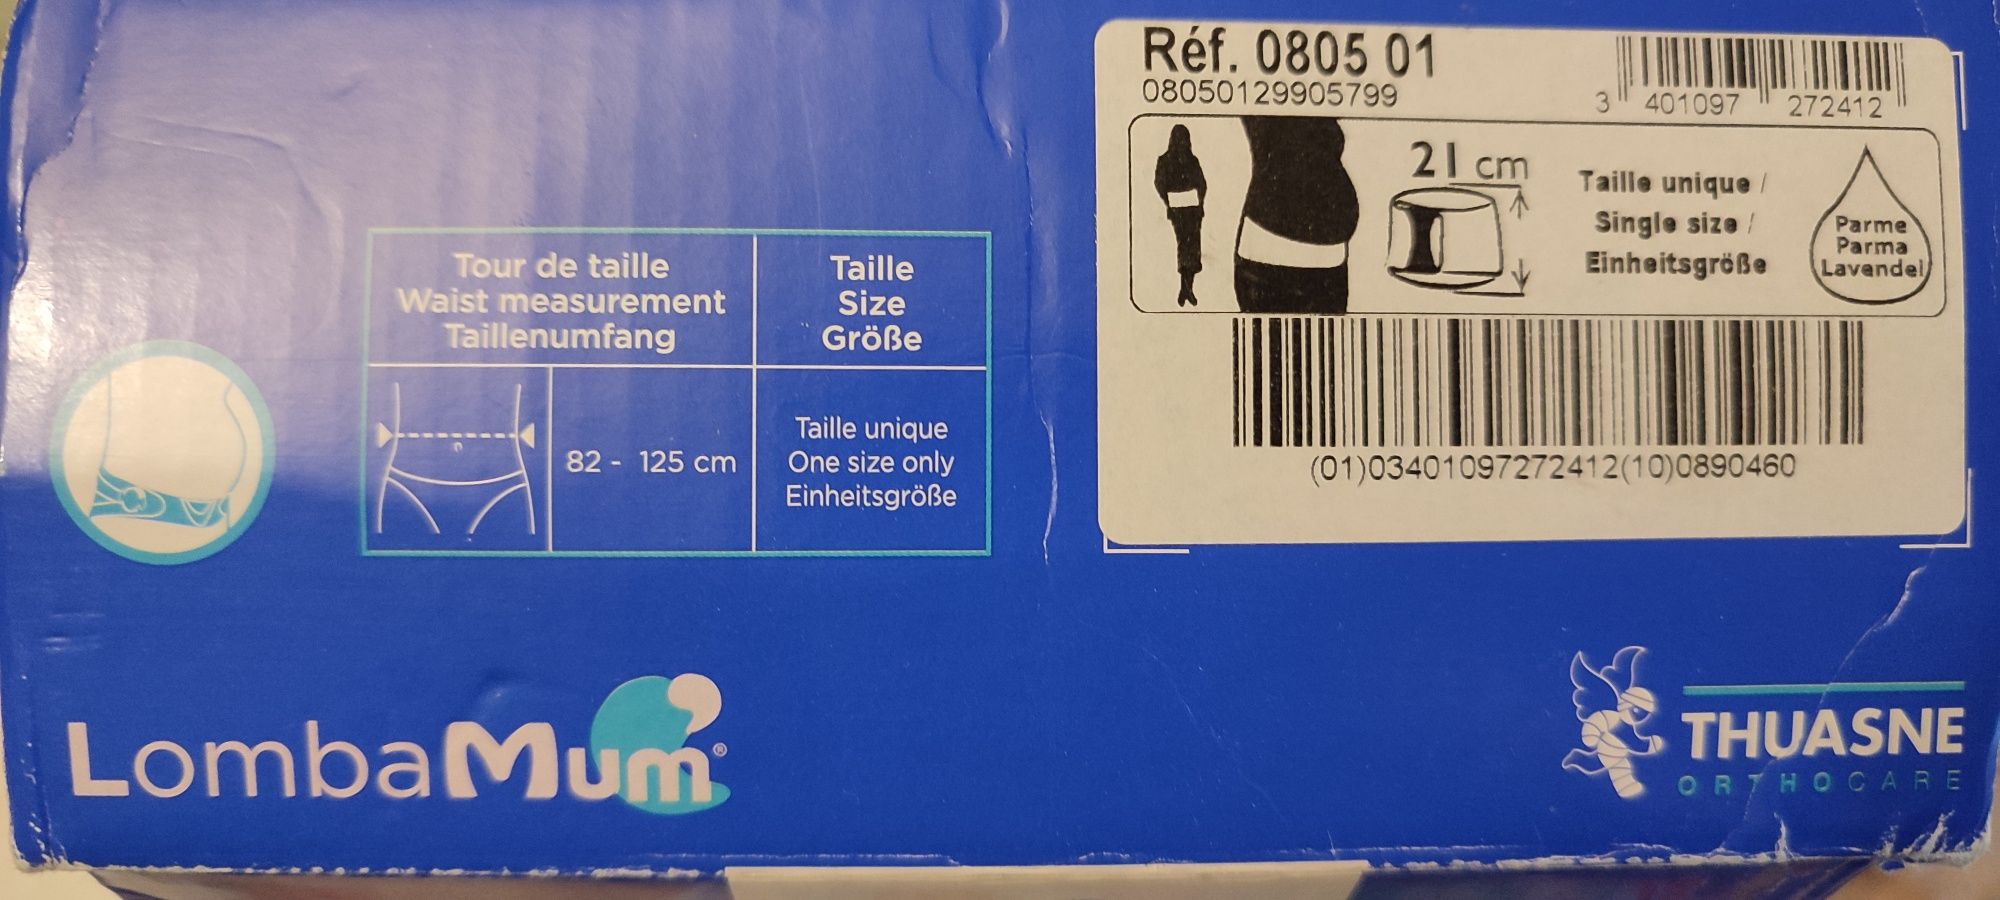 Réf. 0805 01
08050129905799
3 401097 272412
21 cm
Taille unique /
Single size /
Einheitsgröße
Parme
Parma
Lavendel
(01)03401097272412(10)0890460
Tour de taille
Waist measurement
Taillenumfang
Taille
Size
Größe
82 - 125 cm
Taille unique
One size only
Einheitsgröße
LombaMum®
THUASNE
ORTHOCARE